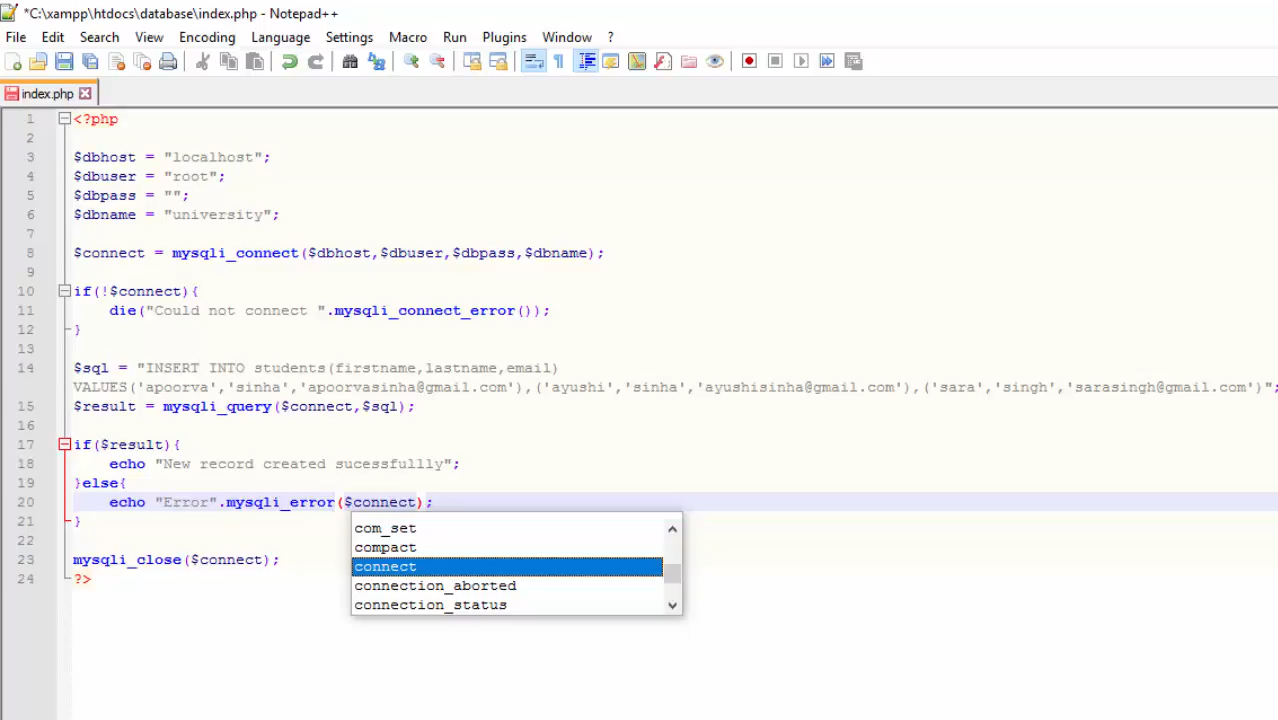 *C:\xampp\htdocs\database\index.php - Notepad++
File Edit Search View Encoding Language Settings Macro Run Plugins Window ?
index.php
1 <?php
2
3 $dbhost = "localhost";
4 $dbuser = "root";
5 $dbpass = "";
6 $dbname = "university";
7
8 $connect = mysqli_connect($dbhost,$dbuser,$dbpass,$dbname);
9
10 if(!$connect){
11 die("Could not connect ".mysqli_connect_error());
12 }
13
14 $sql = "INSERT INTO students(firstname,lastname,email)
VALUES('apoorva','sinha','apoorvasinha@gmail.com'),('ayushi','sinha','ayushisinha@gmail.com'),('sara','singh','sarasingh@gmail.com')";
15 $result = mysqli_query($connect,$sql);
16
17 if($result){
18 echo "New record created sucessfullly";
19 }else{
20 echo "Error".mysqli_error($connect);
21 }
com_set
compact
connect
connection_aborted
connection_status
22
23 mysqli_close($connect);
24 ?>